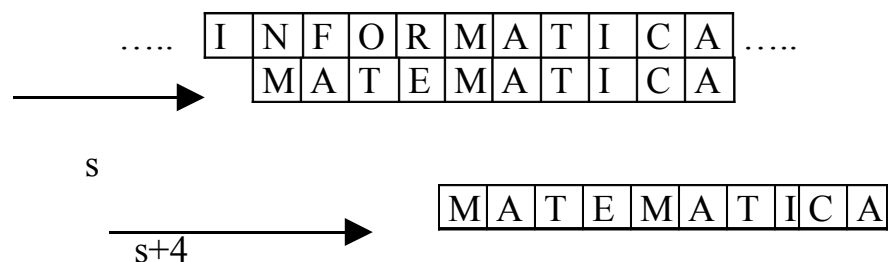 ..... I N F O R M A T I C A .....
M A T E M A T I C A
s
M A T E M A T I C A
s+4